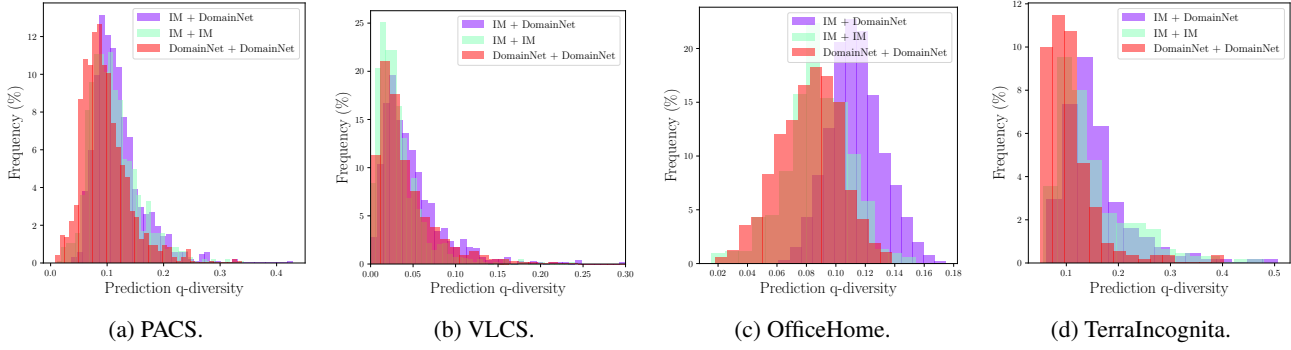 IM + DomainNet
IM + IM
DomainNet + DomainNet
Frequency (%)
12
10
8
6
4
2
0
0.0 0.1 0.2 0.3 0.4
Prediction q-diversity
(a) PACS.
IM + DomainNet
IM + IM
DomainNet + DomainNet
Frequency (%)
25
20
15
10
5
0
0.00 0.05 0.10 0.15 0.20 0.25 0.30
Prediction q-diversity
(b) VLCS.
IM + DomainNet
IM + IM
DomainNet + DomainNet
Frequency (%)
20
15
10
5
0
0.02 0.04 0.06 0.08 0.10 0.12 0.14 0.16 0.18
Prediction q-diversity
(c) OfficeHome.
IM + DomainNet
IM + IM
DomainNet + DomainNet
Frequency (%)
12
10
8
6
4
2
0
0.1 0.2 0.3 0.4 0.5
Prediction q-diversity
(d) TerraIncognita.